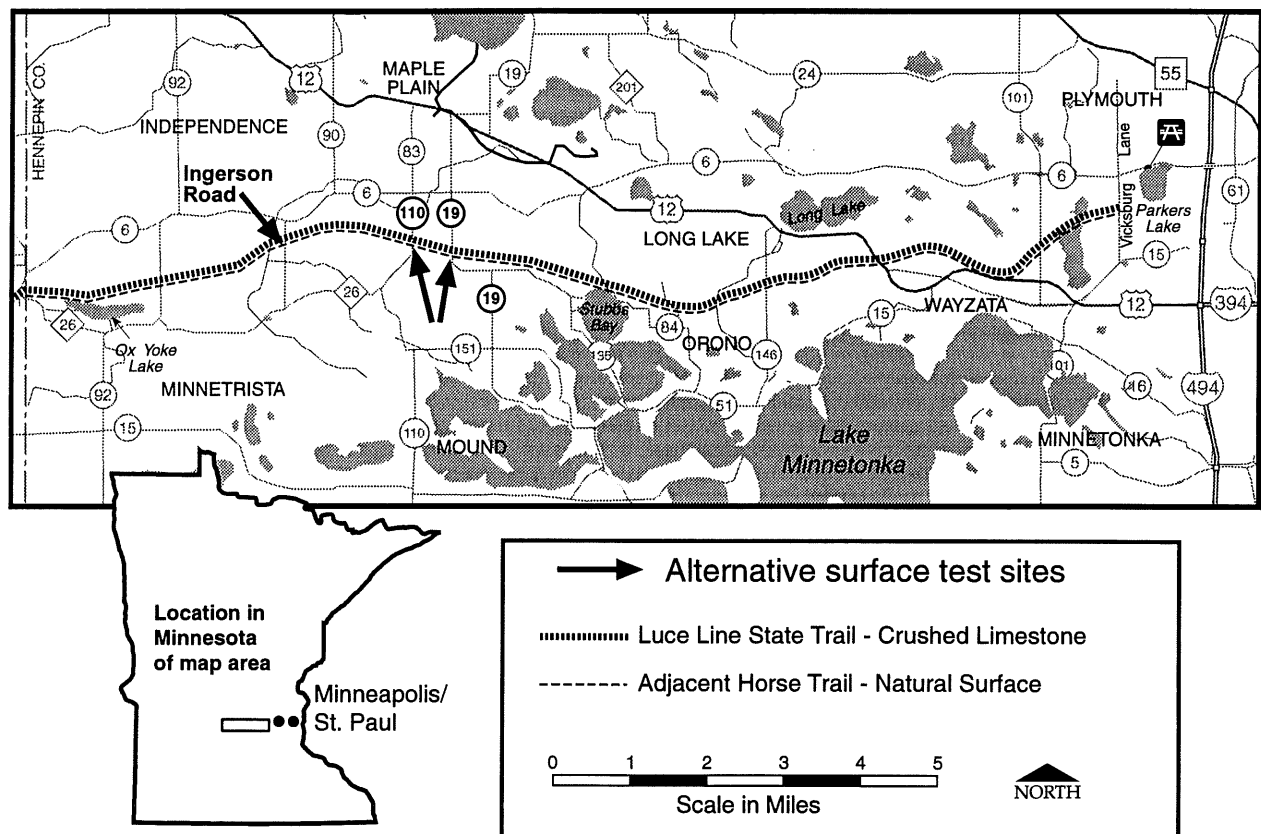 HENNEPIN CO.
92
12
MAPLE
PLAIN
19
201
24
101
55
PLYMOUTH
INDEPENDENCE
90
83
6
Vicksburg Lane
61
Ingerson
Road
6
110
19
12
Long Lake
LONG LAKE
6
Parkers
Lake
15
6
26
19
Stubbs
Bay
84
ORONO
15
WAYZATA
12
394
26
Ox Yoke
Lake
151
135
146
101
92
MINNETRISTA
51
16
494
15
110
MOUND
Lake
Minnetonka
MINNETONKA
5
Location in
Minnesota
of map area
Minneapolis/
St. Paul
Alternative surface test sites
Luce Line State Trail - Crushed Limestone
Adjacent Horse Trail - Natural Surface
0 1 2 3 4 5
Scale in Miles
NORTH